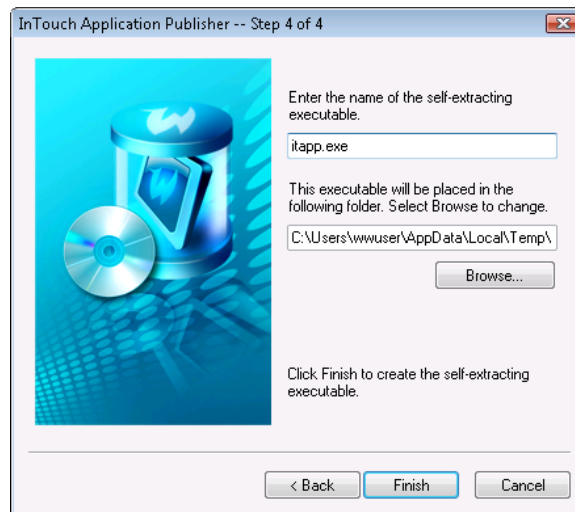 InTouch Application Publisher -- Step 4 of 4
Enter the name of the self-extracting
executable.
itapp.exe
This executable will be placed in the
following folder. Select Browse to change.
C:\Users\wwuser\AppData\Local\Temp\
Browse...
Click Finish to create the self-extracting
executable.
< Back
Finish
Cancel